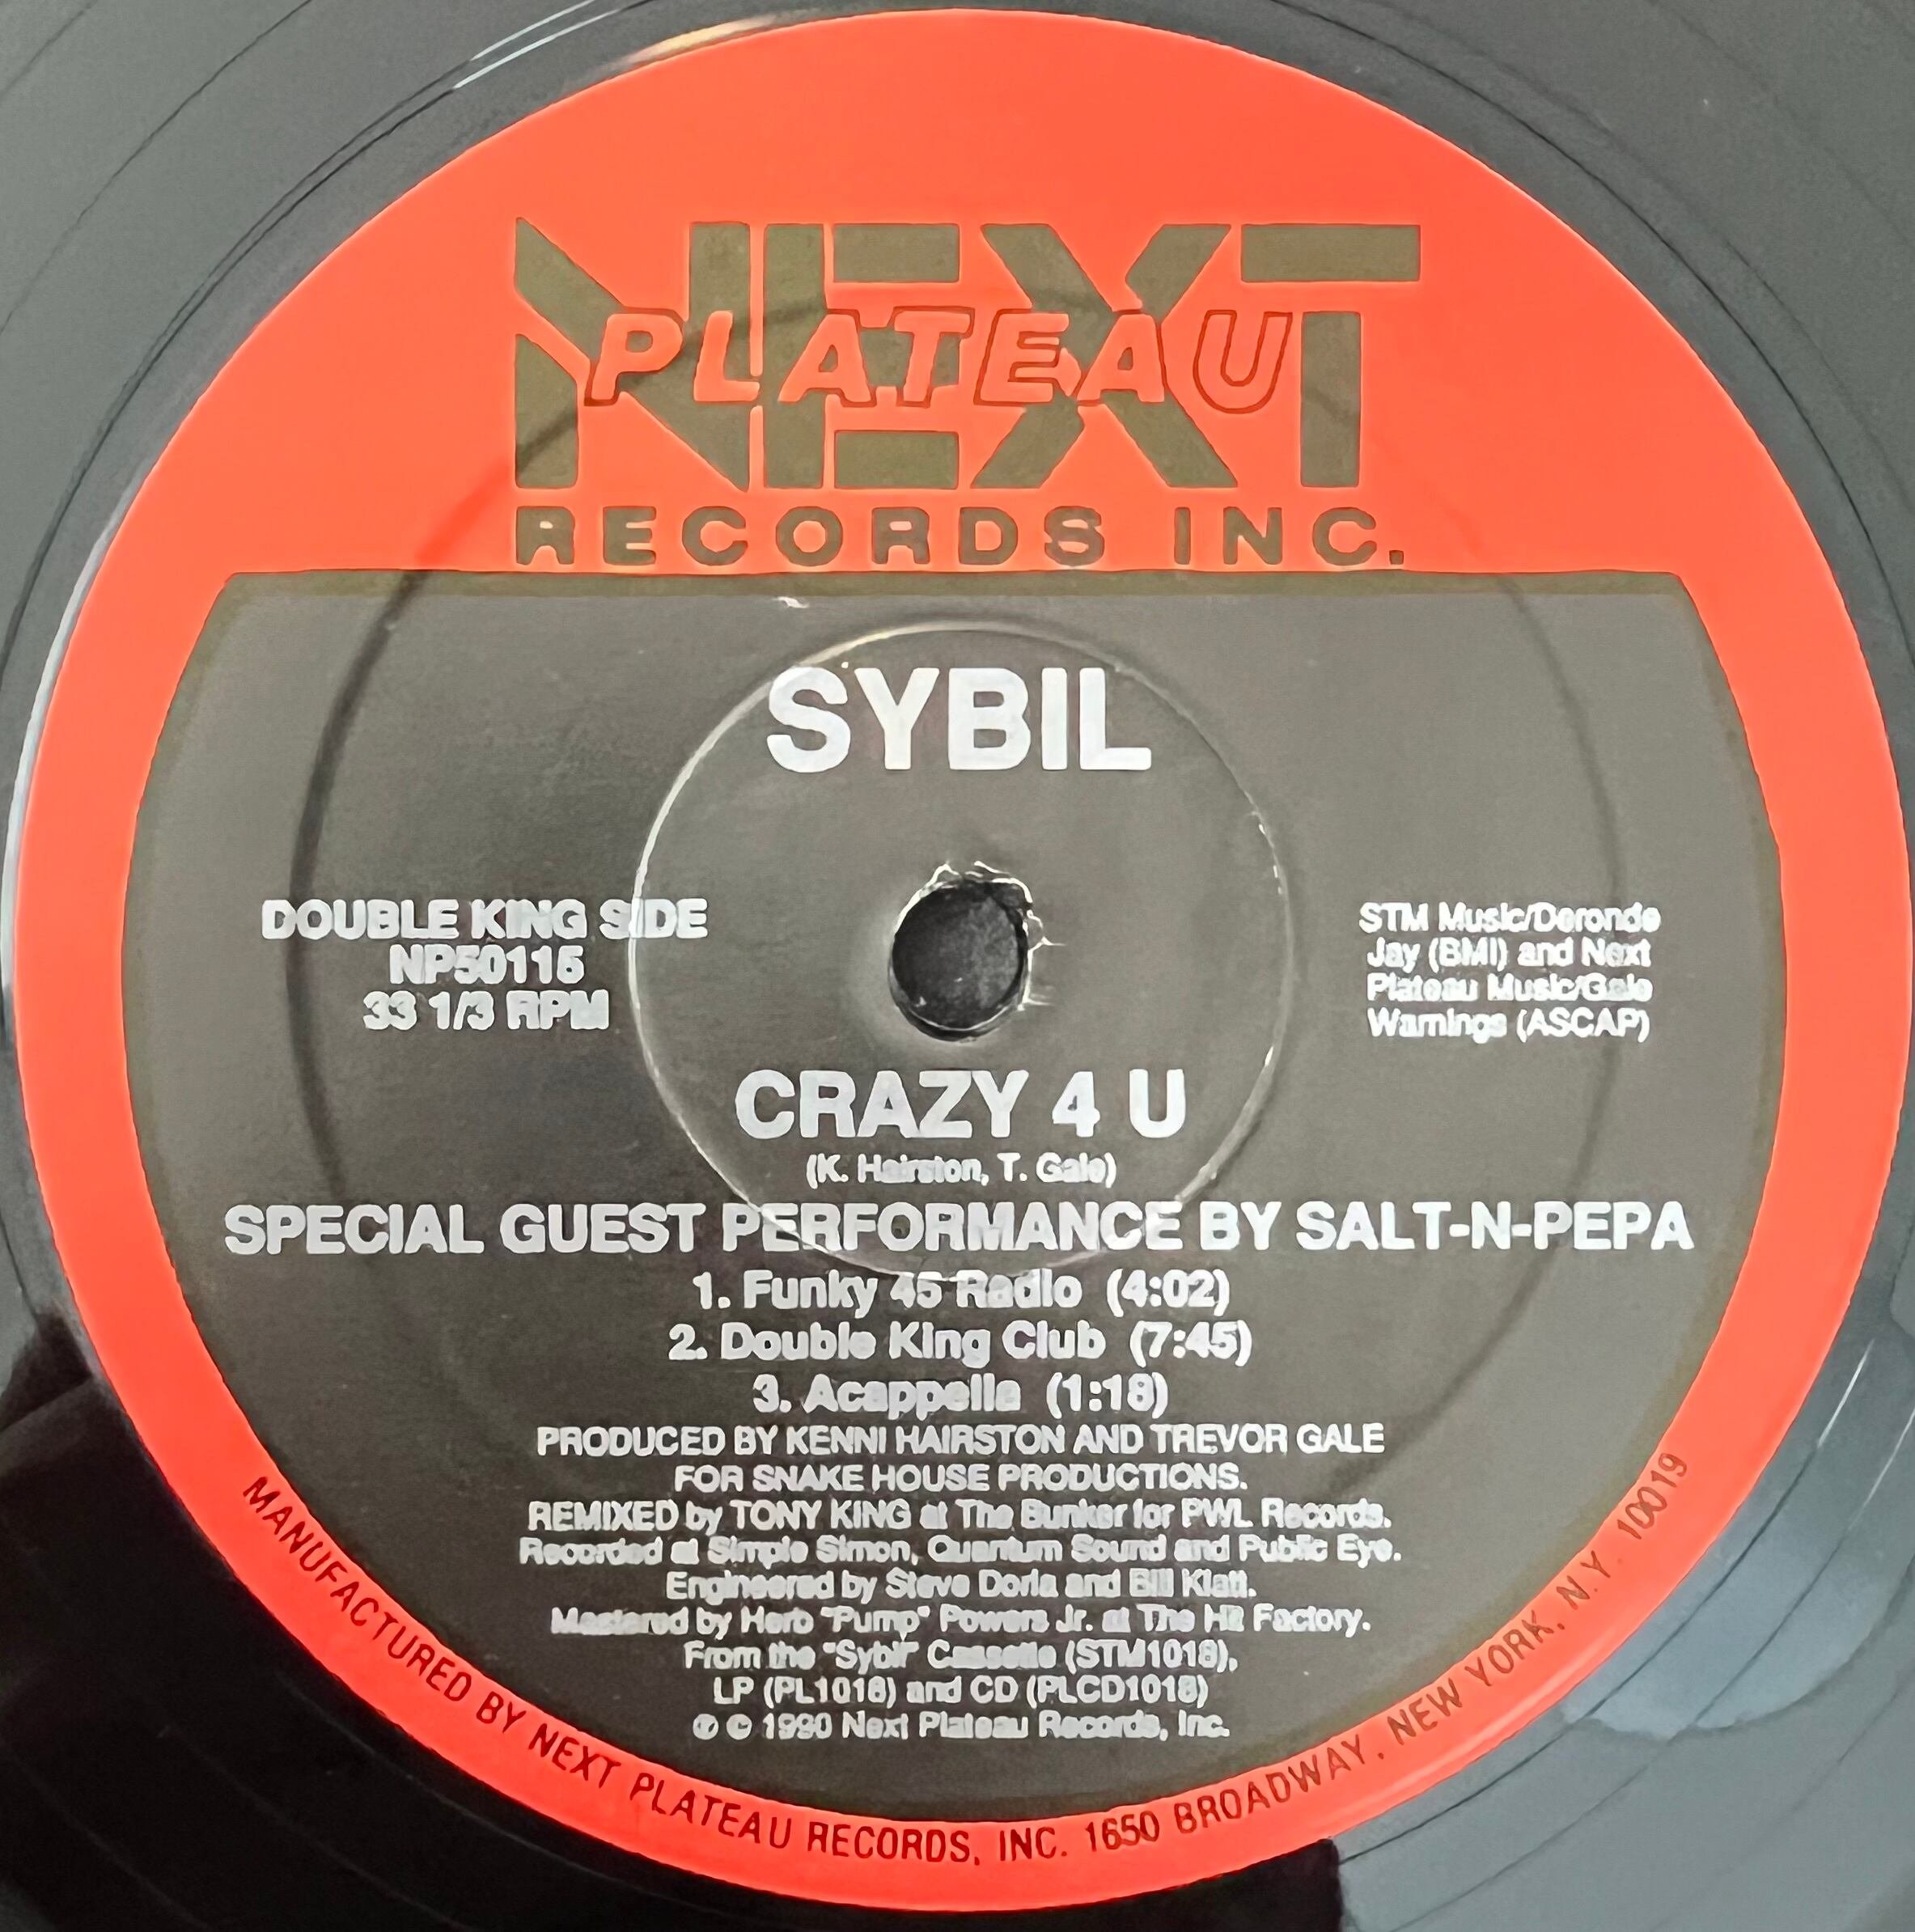 NEXT
PLATEAU
RECORDS INC.
SYBIL
DOUBLE KING SIDE
NP50115
33 1/3 RPM
STM Music/Deronde
Jay (BMI) and Next
Plateau Music/Gale
Warnings (ASCAP)
CRAZY 4 U
(K. Hairston, T. Gale)
SPECIAL GUEST PERFORMANCE BY SALT-N-PEPA
1. Funky 45 Radio (4:02)
2. Double King Club (7:45)
3. Acappella (1:18)
PRODUCED BY KENNI HAIRSTON AND TREVOR GALE
FOR SNAKE HOUSE PRODUCTIONS.
REMIXED by TONY KING at The Bunker for PWL Records.
Recorded at Simple Simon, Quantum Sound and Public Eye.
Engineered by Steve Doria and Bill Klatt.
Mastered by Herb "Pump" Powers Jr. at The Hit Factory.
From the "Sybil" Cassette (STM1018),
LP (PL1018) and CD (PLCD1018)
℗ © 1990 Next Plateau Records, Inc.
MANUFACTURED BY NEXT PLATEAU RECORDS, INC. 1650 BROADWAY, NEW YORK, N.Y. 10019